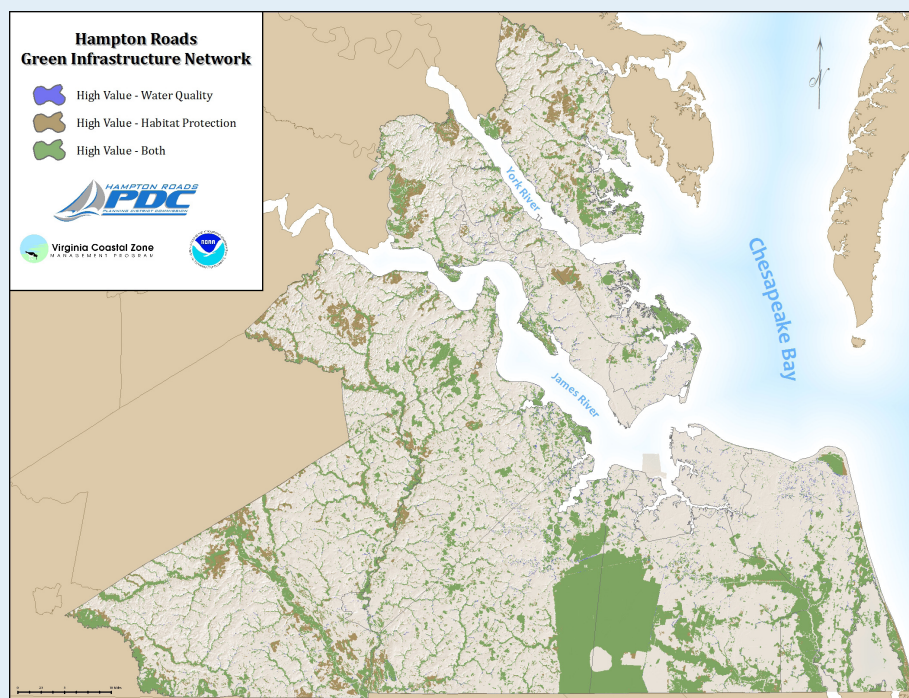 Hampton Roads
Green Infrastructure Network
High Value - Water Quality
High Value - Habitat Protection
High Value - Both
HAMPTON ROADS
PDC
PLANNING DISTRICT COMMISSION
Virginia Coastal Zone
MANAGEMENT PROGRAM
NOAA
N
York River
Chesapeake Bay
James River